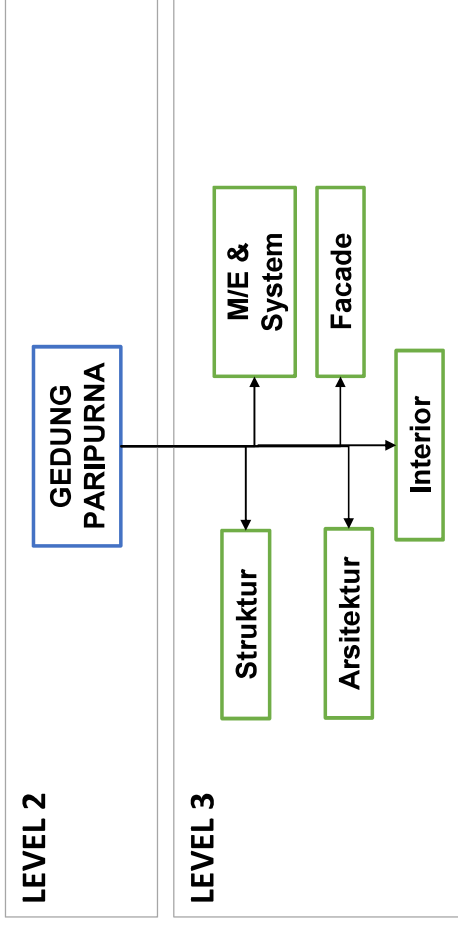 LEVEL 2
GEDUNG
PARIPURNA
LEVEL 3
Struktur
M/E &
System
Arsitektur
Facade
Interior